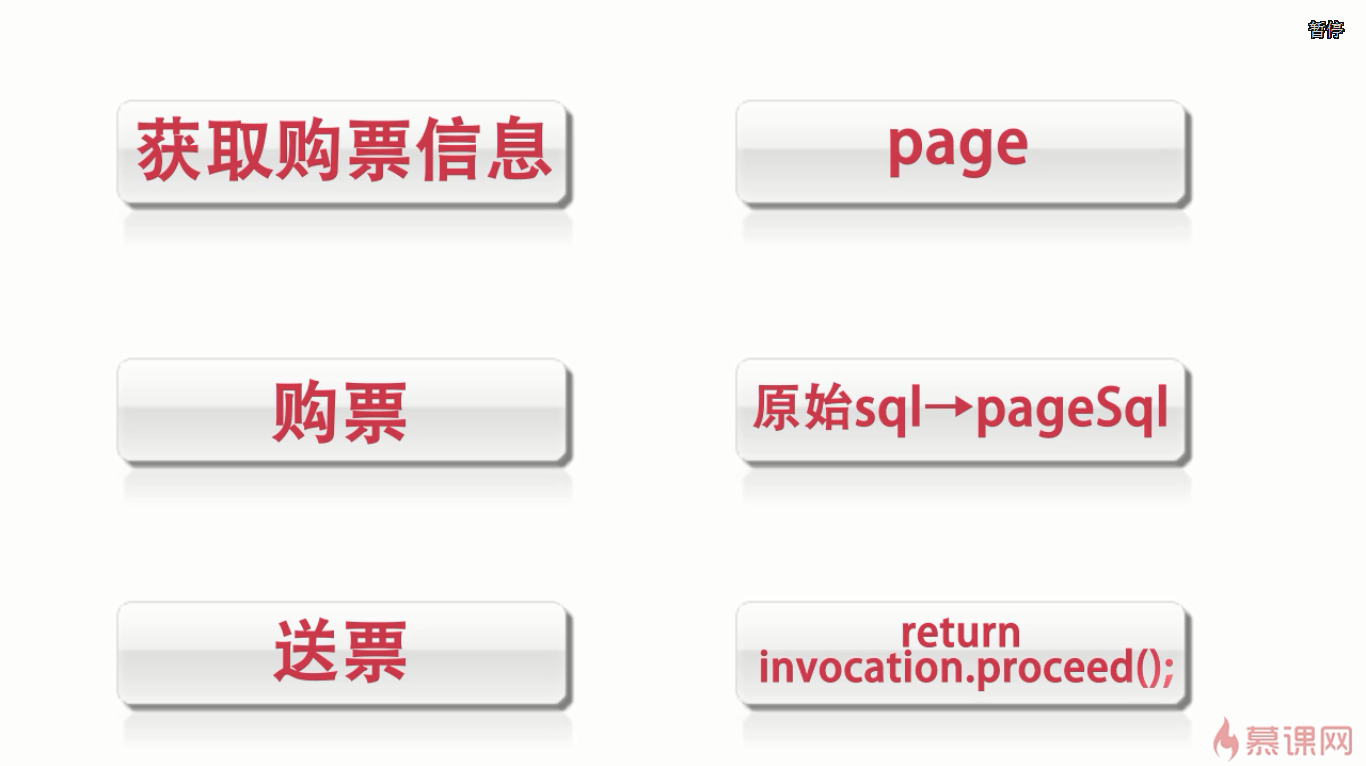 暂停
获取购票信息
page
购票
原始sql→pageSql
送票
return
invocation.proceed();
慕课网